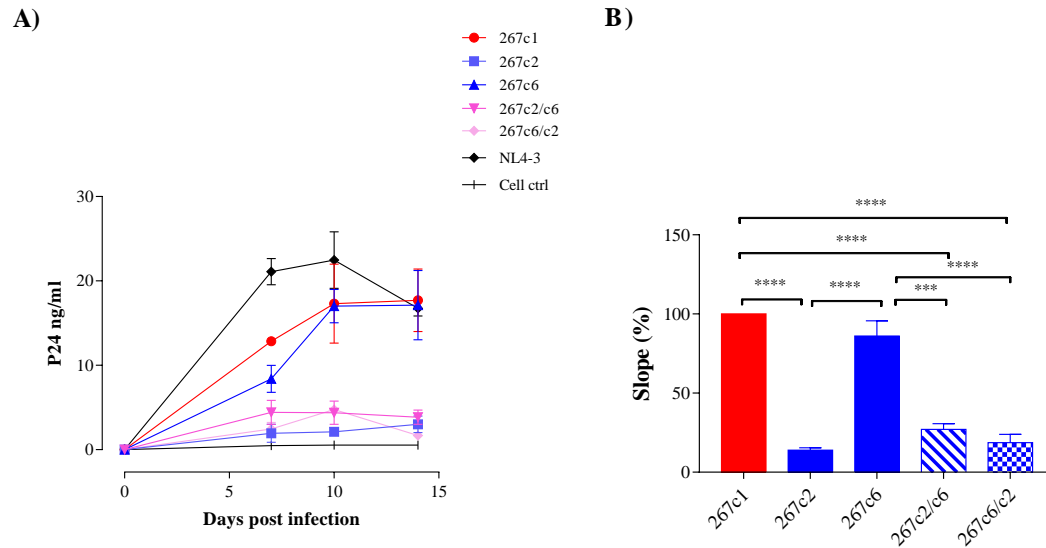 A)
267c1
267c2
267c6
267c2/c6
267c6/c2
NL4-3
Cell ctrl
P24 ng/ml
30
20
10
0
0 5 10 15
Days post infection
B)
****
****
****
**** **** ***
Slope (%)
150
100
50
0
267c1 267c2 267c6 267c2/c6 267c6/c2